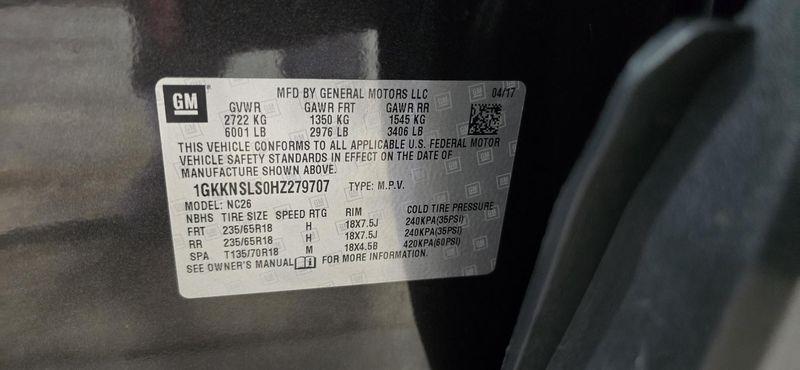 GM
MFD BY GENERAL MOTORS LLC 04/17
GVWR GAWR FRT GAWR RR
2722 KG 1350 KG 1545 KG
6001 LB 2976 LB 3406 LB
THIS VEHICLE CONFORMS TO ALL APPLICABLE U.S. FEDERAL MOTOR
VEHICLE SAFETY STANDARDS IN EFFECT ON THE DATE OF
MANUFACTURE SHOWN ABOVE.
1GKKNSLS0HZ279707 TYPE: M.P.V.
MODEL: NC26
NBHS TIRE SIZE SPEED RTG RIM COLD TIRE PRESSURE
FRT 235/65R18 H 18X7.5J 240KPA(35PSI)
RR 235/65R18 H 18X7.5J 240KPA(35PSI)
SPA T135/70R18 M 18X4.5B 420KPA(60PSI)
SEE OWNER'S MANUAL FOR MORE INFORMATION.